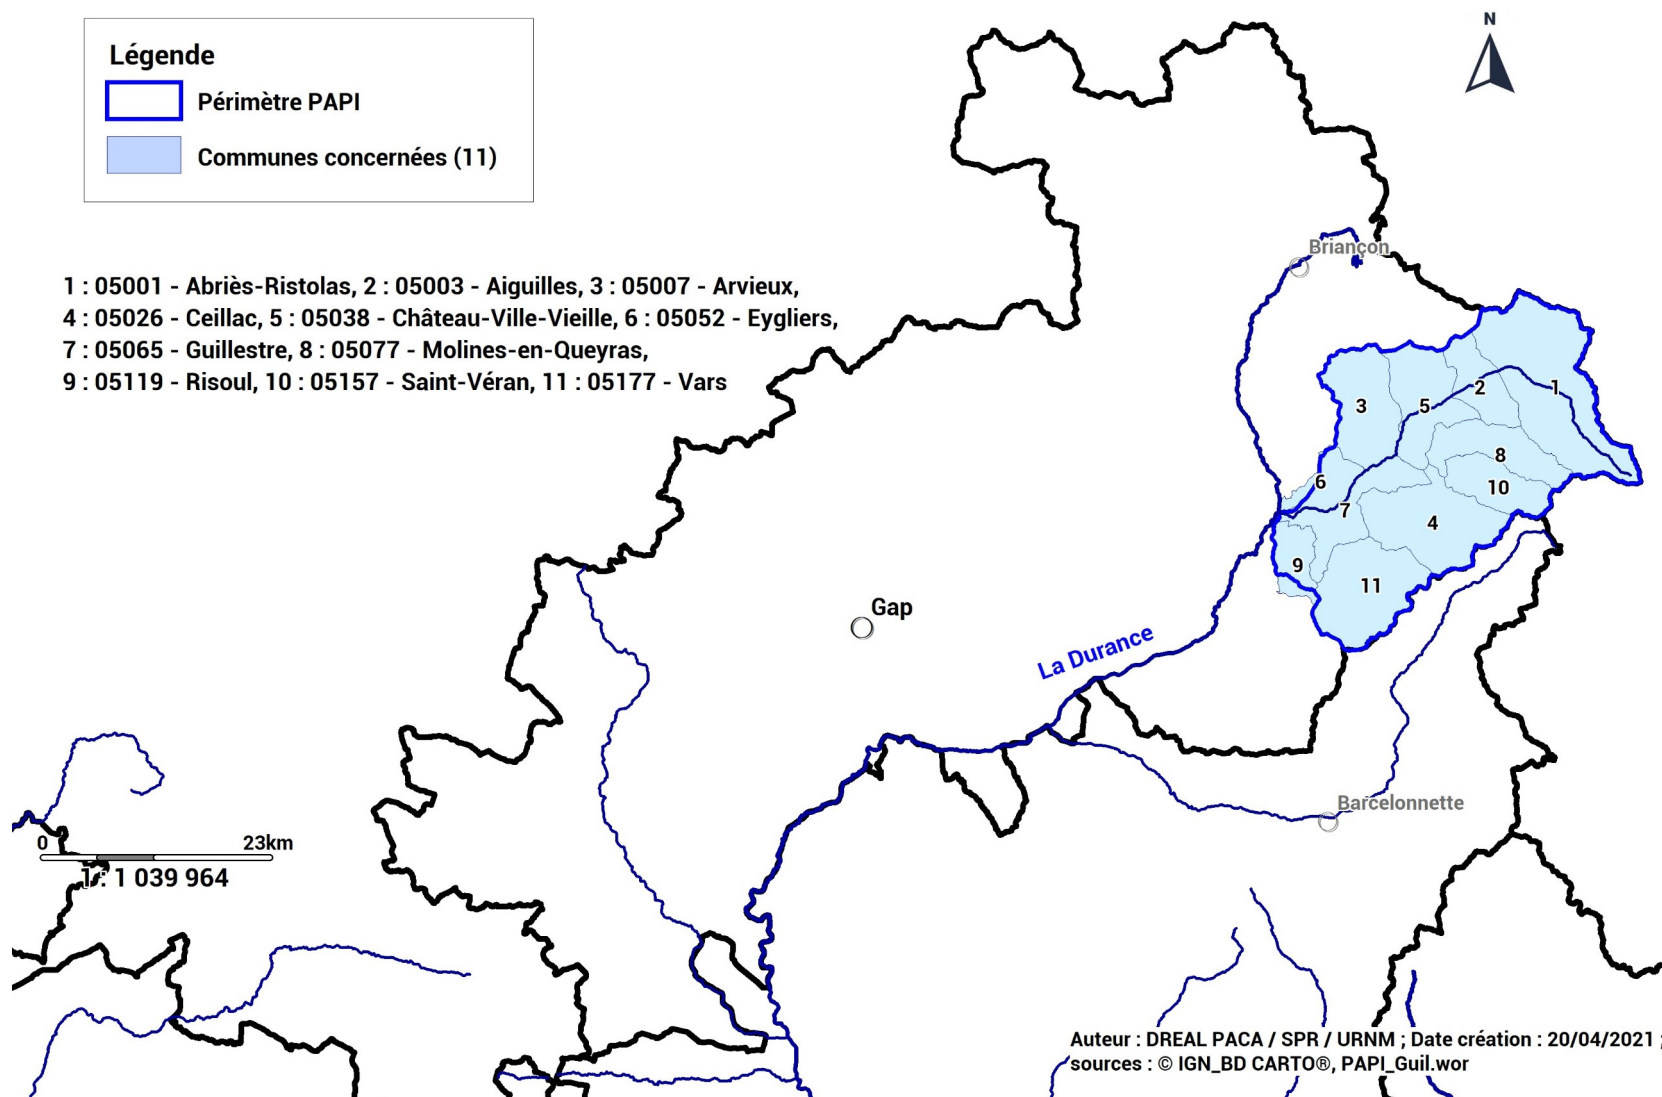 Légende
Périmètre PAPI
Communes concernées (11)
N
1 : 05001 - Abriès-Ristolas, 2 : 05003 - Aiguilles, 3 : 05007 - Arvieux,
4 : 05026 - Ceillac, 5 : 05038 - Château-Ville-Vieille, 6 : 05052 - Eygliers,
7 : 05065 - Guillestre, 8 : 05077 - Molines-en-Queyras,
9 : 05119 - Risoul, 10 : 05157 - Saint-Véran, 11 : 05177 - Vars
Briançon
1
2
3
5
8
6
10
7
4
9
11
Gap
La Durance
Barcelonnette
0 23km
1 : 1 039 964
Auteur : DREAL PACA / SPR / URNM ; Date création : 20/04/2021 ;
sources : © IGN_BD CARTO®, PAPI_Guil.wor